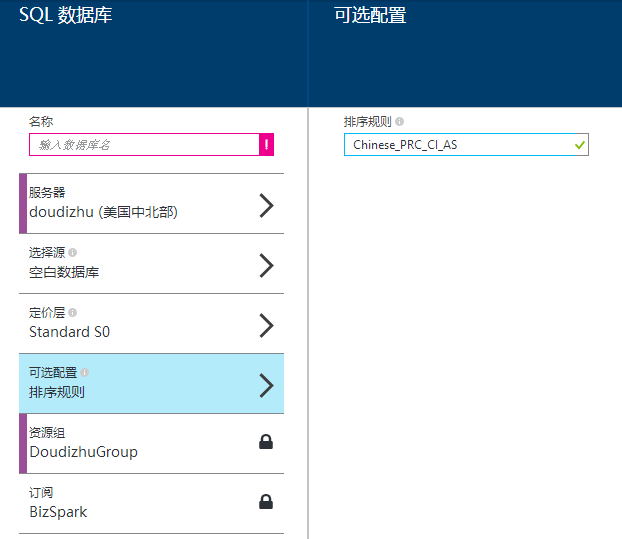 SQL 数据库
名称
输入数据库名
服务器
doudizhu (美国中北部)
选择源
空白数据库
定价层
Standard S0
可选配置
排序规则
资源组
DoudizhuGroup
订阅
BizSpark
可选配置
排序规则
Chinese_PRC_CI_AS